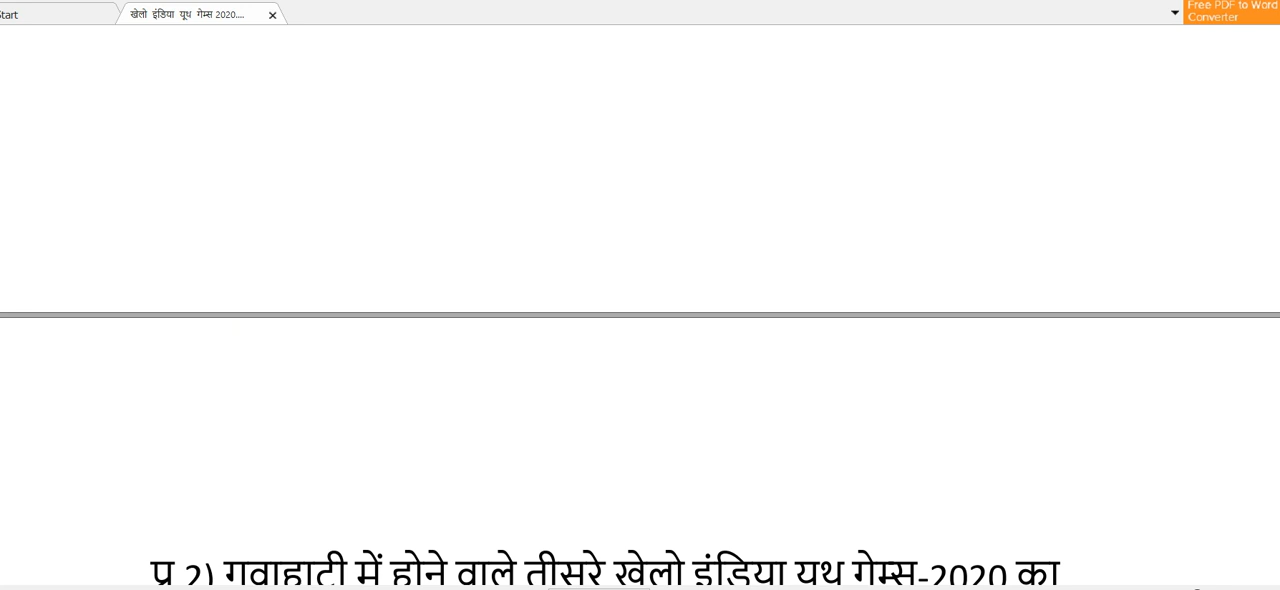 Start
खेलो इंडिया यूथ गेम्स 2020....
Free PDF to Word
Converter
प्र 2) गुवाहाटी में होने वाले तीसरे खेलो इंडिया यूथ गेम्स-2020 का